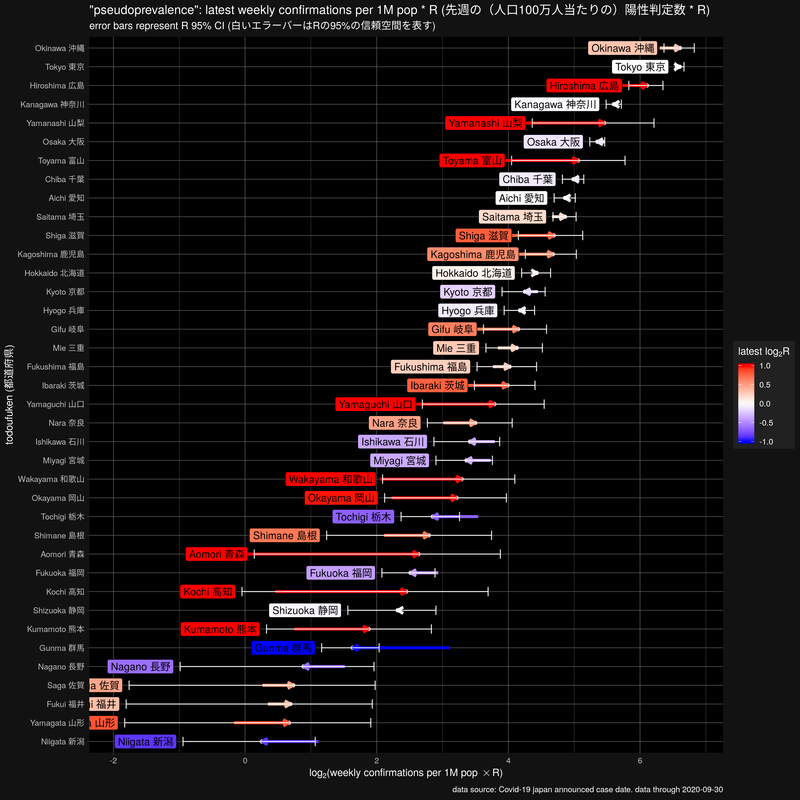 "pseudoprevalence": latest weekly confirmations per 1M pop * R (先週の（人口100万人当たりの）陽性判定数 * R)
error bars represent R 95% CI (白いエラーバーはRの95%の信頼空間を表す)
todoufuken (都道府県)
Okinawa 沖縄 Okinawa 沖縄
Tokyo 東京 Tokyo 東京
Hiroshima 広島 Hiroshima 広島
Kanagawa 神奈川 Kanagawa 神奈川
Yamanashi 山梨 Yamanashi 山梨
Osaka 大阪 Osaka 大阪
Toyama 富山 Toyama 富山
Chiba 千葉 Chiba 千葉
Aichi 愛知 Aichi 愛知
Saitama 埼玉 Saitama 埼玉
Shiga 滋賀 Shiga 滋賀
Kagoshima 鹿児島 Kagoshima 鹿児島
Hokkaido 北海道 Hokkaido 北海道
Kyoto 京都 Kyoto 京都
Hyogo 兵庫 Hyogo 兵庫
Gifu 岐阜 Gifu 岐阜
Mie 三重 Mie 三重
Fukushima 福島 Fukushima 福島
Ibaraki 茨城 Ibaraki 茨城
Yamaguchi 山口 Yamaguchi 山口
Nara 奈良 Nara 奈良
Ishikawa 石川 Ishikawa 石川
Miyagi 宮城 Miyagi 宮城
Wakayama 和歌山 Wakayama 和歌山
Okayama 岡山 Okayama 岡山
Tochigi 栃木 Tochigi 栃木
Shimane 島根 Shimane 島根
Aomori 青森 Aomori 青森
Fukuoka 福岡 Fukuoka 福岡
Kochi 高知 Kochi 高知
Shizuoka 静岡 Shizuoka 静岡
Kumamoto 熊本 Kumamoto 熊本
Gunma 群馬 Gunma 群馬
Nagano 長野 Nagano 長野
Saga 佐賀 a 佐賀
Fukui 福井 i 福井
Yamagata 山形 山形
Niigata 新潟 Niigata 新潟
-2 0 2 4 6
log₂(weekly confirmations per 1M pop × R)
latest log₂R
1.0
0.5
0.0
-0.5
-1.0
data source: Covid-19 japan announced case date. data through 2020-09-30